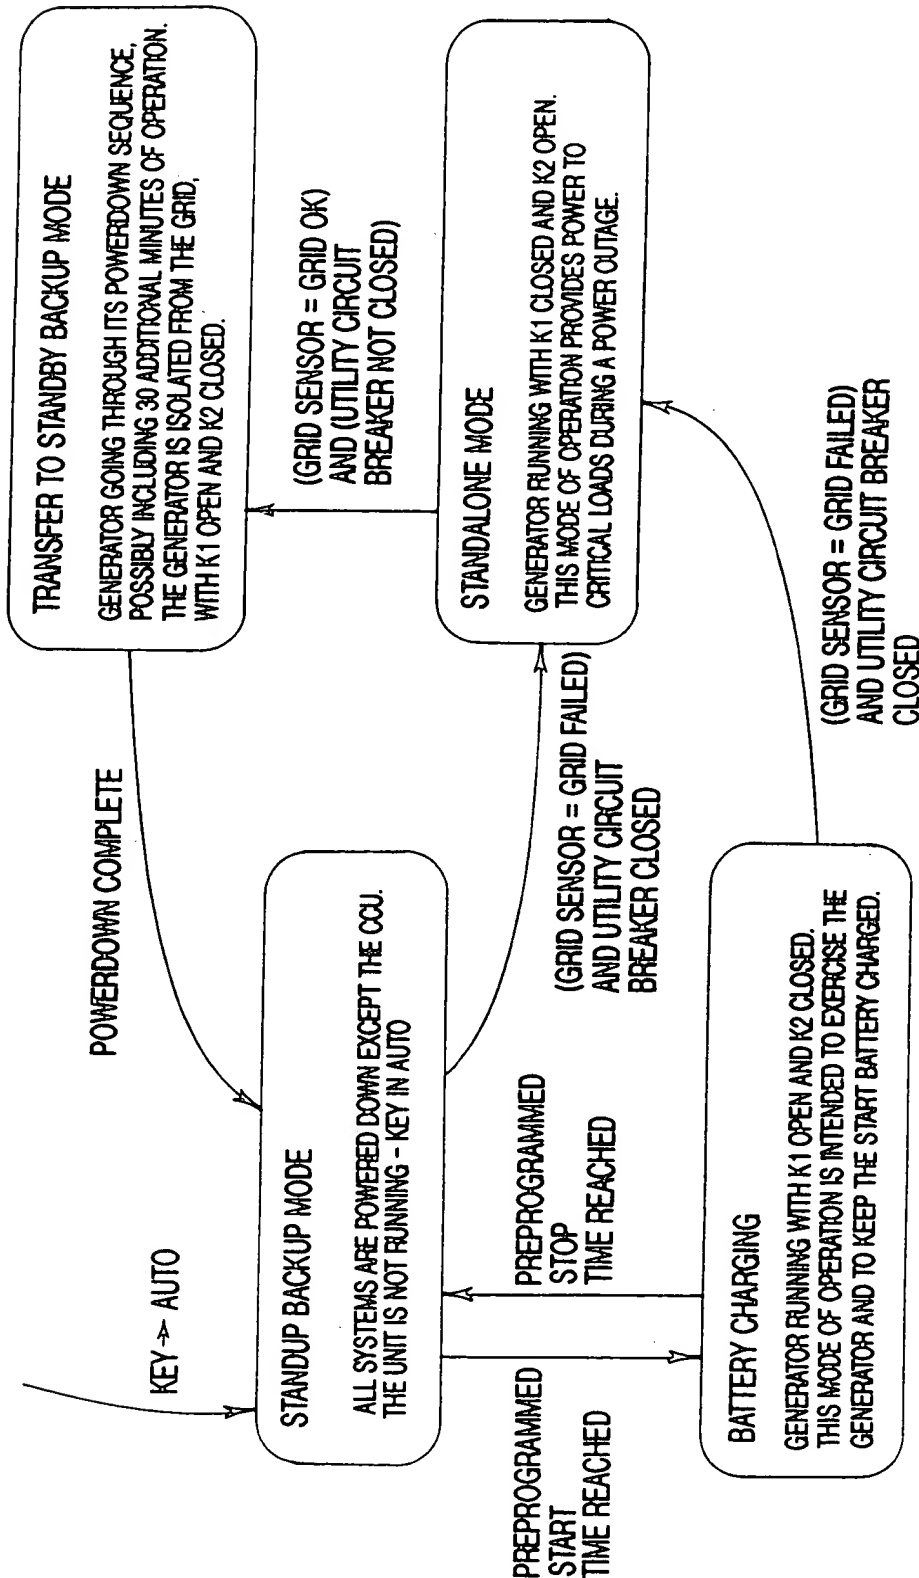 KEY → AUTO
POWERDOWN COMPLETE
TRANSFER TO STANDBY BACKUP MODE
GENERATOR GOING THROUGH ITS POWERDOWN SEQUENCE,
POSSIBLY INCLUDING 30 ADDITIONAL MINUTES OF OPERATION.
THE GENERATOR IS ISOLATED FROM THE GRID,
WITH K1 OPEN AND K2 CLOSED.
STANDUP BACKUP MODE
ALL SYSTEMS ARE POWERED DOWN EXCEPT THE CCU.
THE UNIT IS NOT RUNNING - KEY IN AUTO
(GRID SENSOR = GRID OK)
AND (UTILITY CIRCUIT
BREAKER NOT CLOSED)
STANDALONE MODE
GENERATOR RUNNING WITH K1 CLOSED AND K2 OPEN.
THIS MODE OF OPERATION PROVIDES POWER TO
CRITICAL LOADS DURING A POWER OUTAGE.
PREPROGRAMMED
START
TIME REACHED
PREPROGRAMMED
STOP
TIME REACHED
(GRID SENSOR = GRID FAILED)
AND UTILITY CIRCUIT
BREAKER CLOSED
BATTERY CHARGING
GENERATOR RUNNING WITH K1 OPEN AND K2 CLOSED.
THIS MODE OF OPERATION IS INTENDED TO EXERCISE THE
GENERATOR AND TO KEEP THE START BATTERY CHARGED.
(GRID SENSOR = GRID FAILED)
AND UTILITY CIRCUIT BREAKER
CLOSED